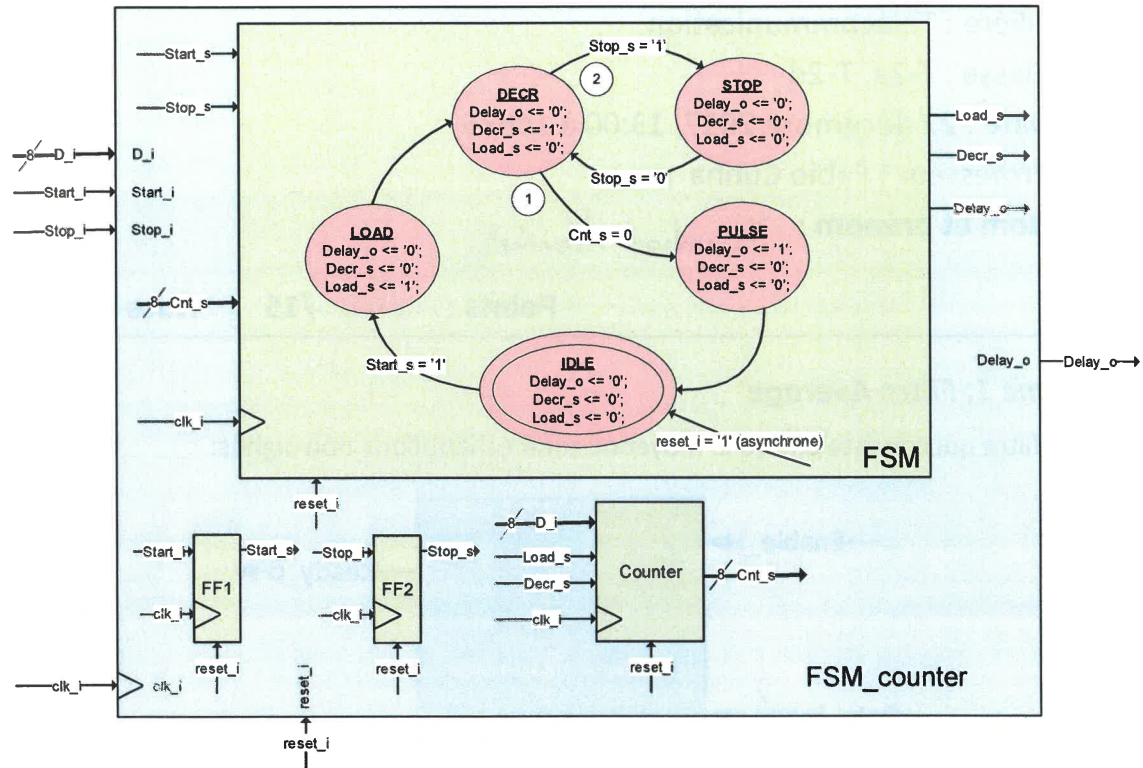 Start_s
Stop_s
8 D_i
Start_i
Stop_i
D_i
Start_i
Stop_i
8 Cnt_s
clk_i
reset_i
Stop_s = '1'
2
DECR
Delay_o <= '0';
Decr_s <= '1';
Load_s <= '0';
STOP
Delay_o <= '0';
Decr_s <= '0';
Load_s <= '0';
Stop_s = '0'
1
Cnt_s = 0
LOAD
Delay_o <= '0';
Decr_s <= '0';
Load_s <= '1';
PULSE
Delay_o <= '1';
Decr_s <= '0';
Load_s <= '0';
Start_s = '1'
IDLE
Delay_o <= '0';
Decr_s <= '0';
Load_s <= '0';
reset_i = '1' (asynchrone)
FSM
Load_s
Decr_s
Delay_o
Delay_o
Delay_o
Start_i
Start_s
FF1
clk_i
reset_i
Stop_i
Stop_s
FF2
clk_i
reset_i
8 D_i
Load_s
Decr_s
clk_i
Counter
8 Cnt_s
reset_i
clk_i
clk_i
reset_i
reset_i
FSM_counter